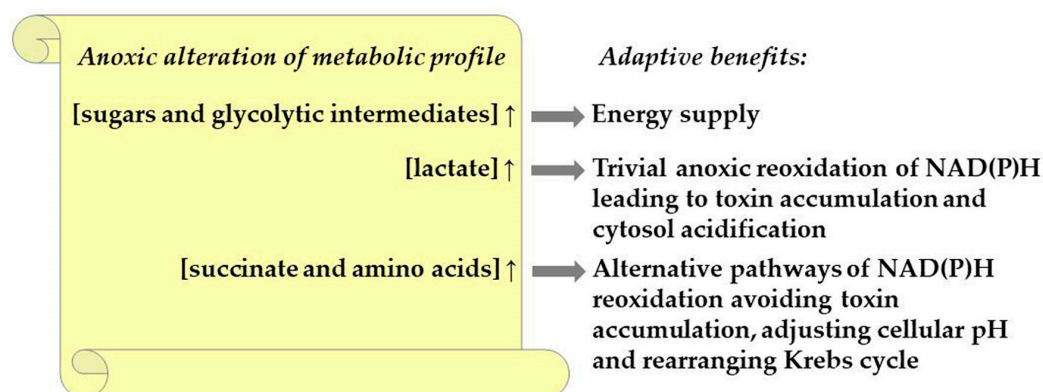 Anoxic alteration of metabolic profile
Adaptive benefits:
[sugars and glycolytic intermediates] ↑
Energy supply
[lactate] ↑
Trivial anoxic reoxidation of NAD(P)H
leading to toxin accumulation and
cytosol acidification
[succinate and amino acids] ↑
Alternative pathways of NAD(P)H
reoxidation avoiding toxin
accumulation, adjusting cellular pH
and rearranging Krebs cycle